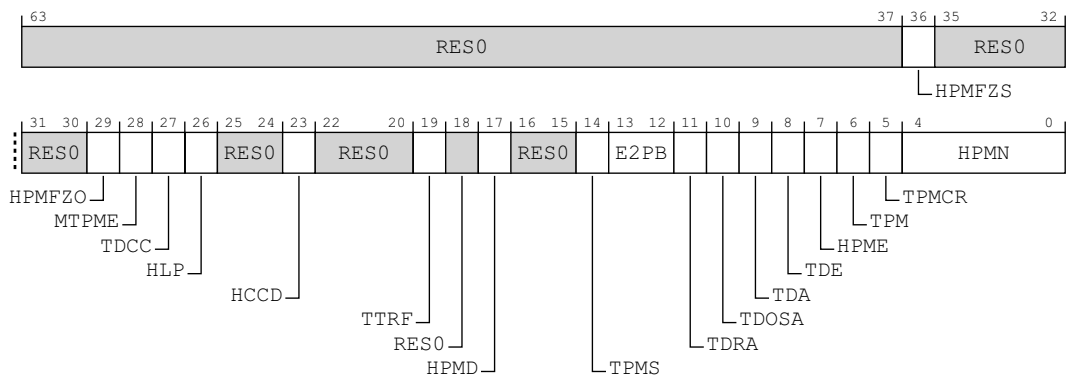 63 37 36 35 32
RES0 RES0
HPMFZS
31 30 29 28 27 26 25 24 23 22 20 19 18 17 16 15 14 13 12 11 10 9 8 7 6 5 4 0
RES0 RES0 RES0 RES0 E2PB HPMN
HPMFZO TPMCR
MTPME TPM
TDCC HPME
HLP TDE
HCCD TDA
TTRF TDOSA
RES0 TDRA
HPMD TPMS